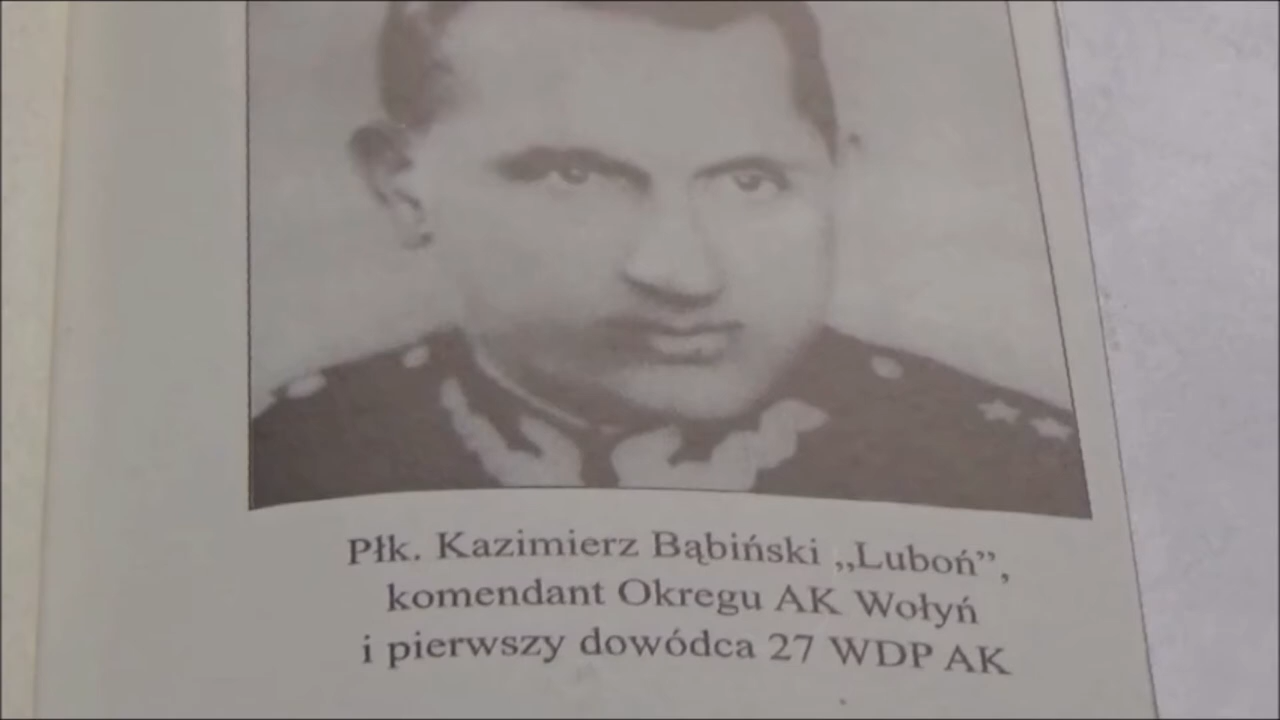 Płk. Kazimierz Bąbiński „Luboń”,
komendant Okregu AK Wołyń
i pierwszy dowódca 27 WDP AK